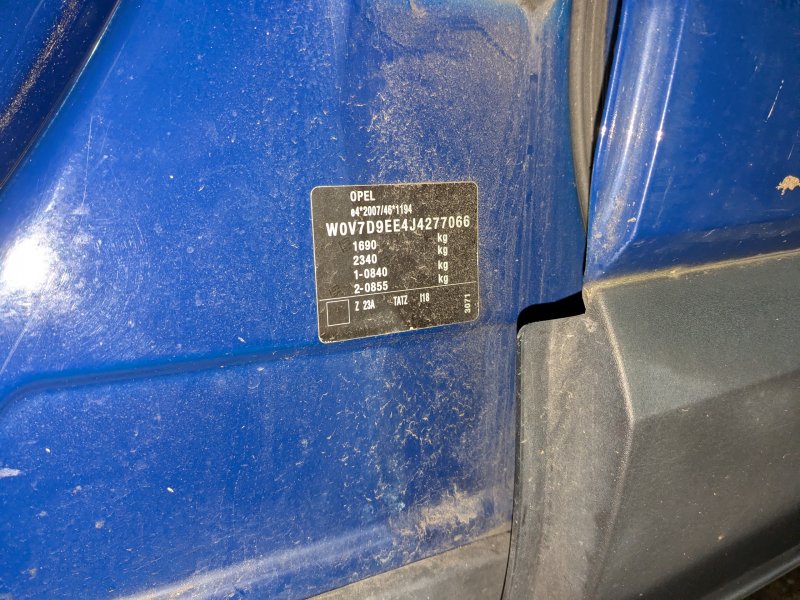 OPEL
e4*2007/46*1194
W0V7D9EE4J4277066
1690 kg
2340 kg
1-0840 kg
2-0855 kg
Z 23A TATZ I18
3071